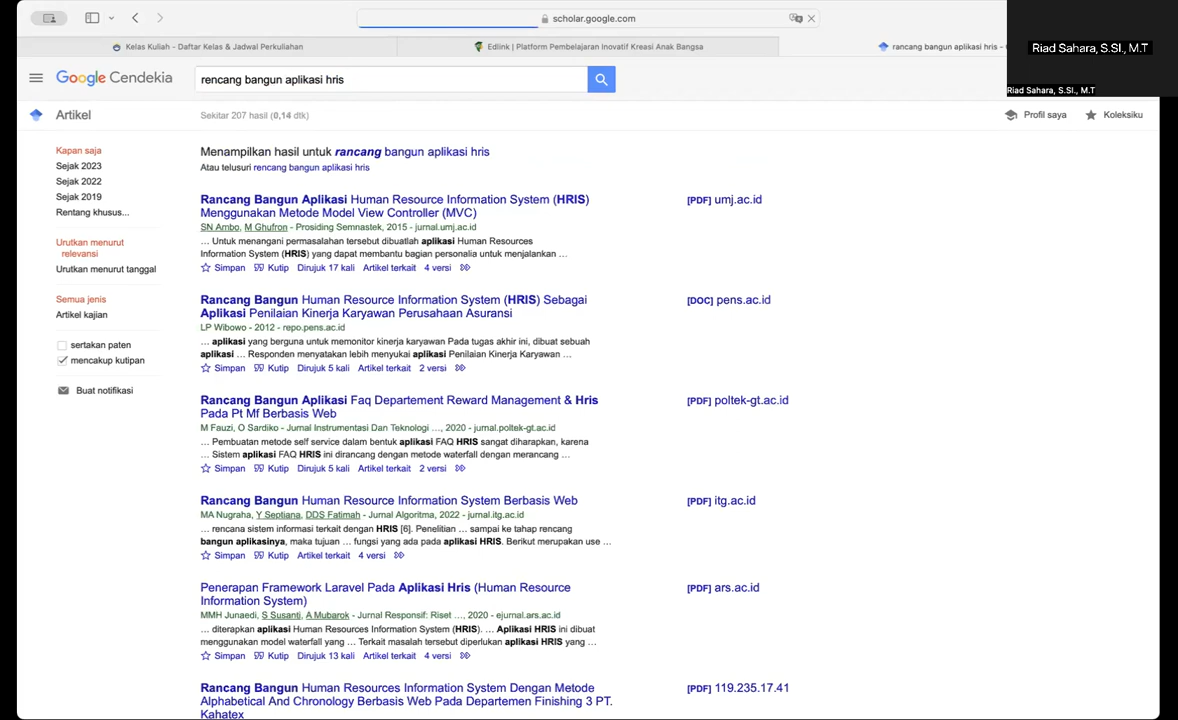 scholar.google.com
Kelas Kuliah - Daftar Kelas & Jadwal Perkuliahan
Edlink | Platform Pembelajaran Inovatif Kreasi Anak Bangsa
rancang bangun aplikasi hris -
Riad Sahara, S.SI., M.T
Riad Sahara, S.SI., M.T
Google Cendekia
rencang bangun aplikasi hris
Artikel
Sekitar 207 hasil (0,14 dtk)
Profil saya
Koleksiku
Kapan saja
Sejak 2023
Sejak 2022
Sejak 2019
Rentang khusus...
Urutkan menurut
relevansi
Urutkan menurut tanggal
Semua jenis
Artikel kajian
sertakan paten
mencakup kutipan
Buat notifikasi
Menampilkan hasil untuk rancang bangun aplikasi hris
Atau telusuri rencang bangun aplikasi hris
Rancang Bangun Aplikasi Human Resource Information System (HRIS)
Menggunakan Metode Model View Controller (MVC)
SN Ambo, M Ghufron - Prosiding Semnastek, 2015 - jurnal.umj.ac.id
… Untuk menangani permasalahan tersebut dibuatlah aplikasi Human Resources
Information System (HRIS) yang dapat membantu bagian personalia untuk menjalankan …
Simpan Kutip Dirujuk 17 kali Artikel terkait 4 versi
[PDF] umj.ac.id
Rancang Bangun Human Resource Information System (HRIS) Sebagai
Aplikasi Penilaian Kinerja Karyawan Perusahaan Asuransi
LP Wibowo - 2012 - repo.pens.ac.id
… aplikasi yang berguna untuk memonitor kinerja karyawan Pada tugas akhir ini, dibuat sebuah
aplikasi … Responden menyatakan lebih menyukai aplikasi Penilaian Kinerja Karyawan …
Simpan Kutip Dirujuk 5 kali Artikel terkait 2 versi
[DOC] pens.ac.id
Rancang Bangun Aplikasi Faq Departement Reward Management & Hris
Pada Pt Mf Berbasis Web
M Fauzi, O Sardiko - Jurnal Instrumentasi Dan Teknologi …, 2020 - jurnal.poltek-gt.ac.id
… Pembuatan metode self service dalam bentuk aplikasi FAQ HRIS sangat diharapkan, karena
… Sistem aplikasi FAQ HRIS ini dirancang dengan metode waterfall dengan merancang …
Simpan Kutip Dirujuk 5 kali Artikel terkait 2 versi
[PDF] poltek-gt.ac.id
Rancang Bangun Human Resource Information System Berbasis Web
MA Nugraha, Y Septiana, DDS Fatimah - Jurnal Algoritma, 2022 - jurnal.itg.ac.id
… rencana sistem informasi terkait dengan HRIS [6]. Penelitian … sampai ke tahap rencang
bangun aplikasinya, maka tujuan … fungsi yang ada pada aplikasi HRIS. Berikut merupakan use …
Simpan Kutip Artikel terkait 4 versi
[PDF] itg.ac.id
Penerapan Framework Laravel Pada Aplikasi Hris (Human Resource
Information System)
MMH Junaedi, S Susanti, A Mubarok - Jurnal Responsif: Riset …, 2020 - ejurnal.ars.ac.id
… diterapkan aplikasi Human Resources Information System (HRIS). … Aplikasi HRIS ini dibuat
menggunakan model waterfall yang … Terkait masalah tersebut diperlukan aplikasi HRIS yang …
Simpan Kutip Dirujuk 13 kali Artikel terkait 4 versi
[PDF] ars.ac.id
Rancang Bangun Human Resources Information System Dengan Metode
Alphabetical And Chronology Berbasis Web Pada Departemen Finishing 3 PT.
Kahatex
[PDF] 119.235.17.41